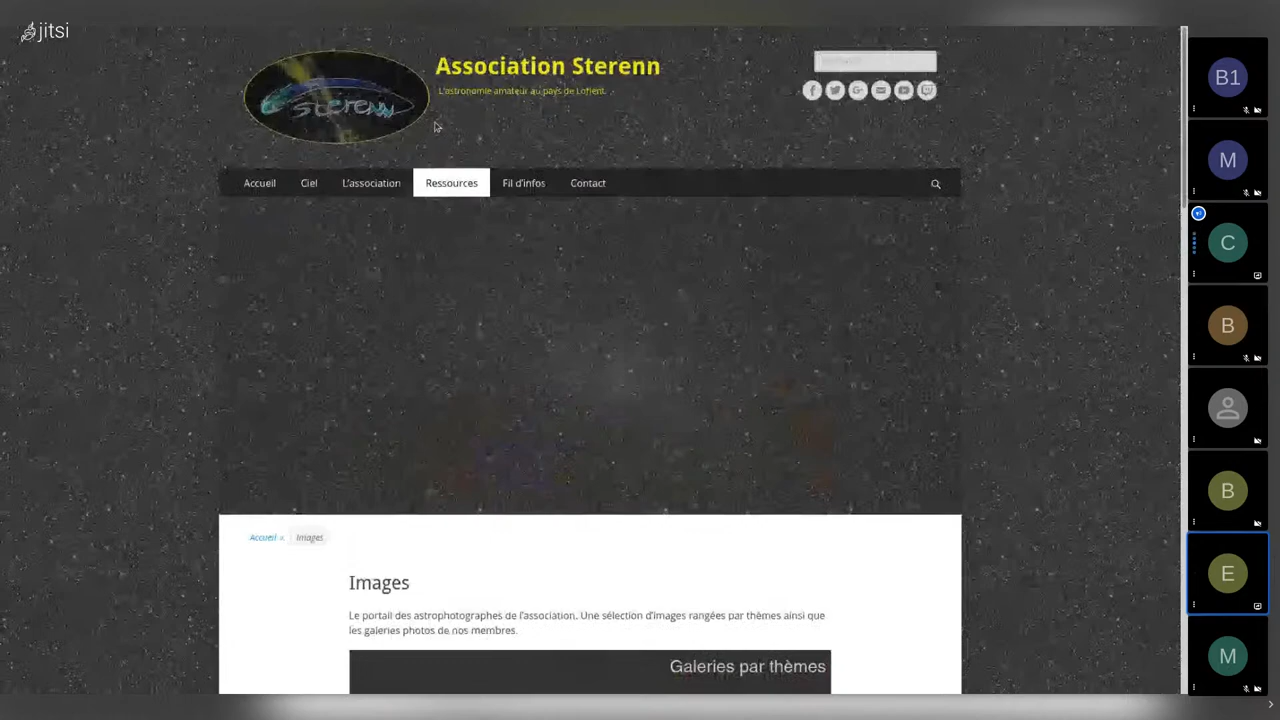 jitsi
Association Sterenn
L'astronomie amateur au pays de Lorient.
sterenn
Accueil Ciel L'association Ressources Fil d'infos Contact
Accueil » Images
Images
Le portail des astrophotographes de l'association. Une sélection d'images rangées par thèmes ainsi que
les galeries photos de nos membres.
Galeries par thèmes
B1
M
C
B
B
E
M